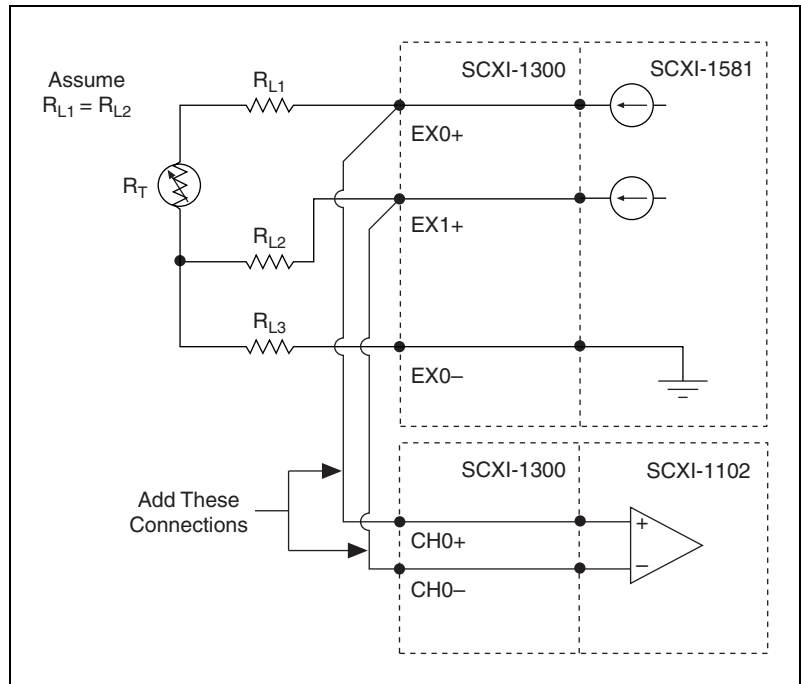 Assume
RL1 = RL2
RL1
SCXI-1300
SCXI-1581
EX0+
RT
EX1+
RL2
RL3
EX0–
SCXI-1300
SCXI-1102
Add These
Connections
+
CH0+
–
CH0–